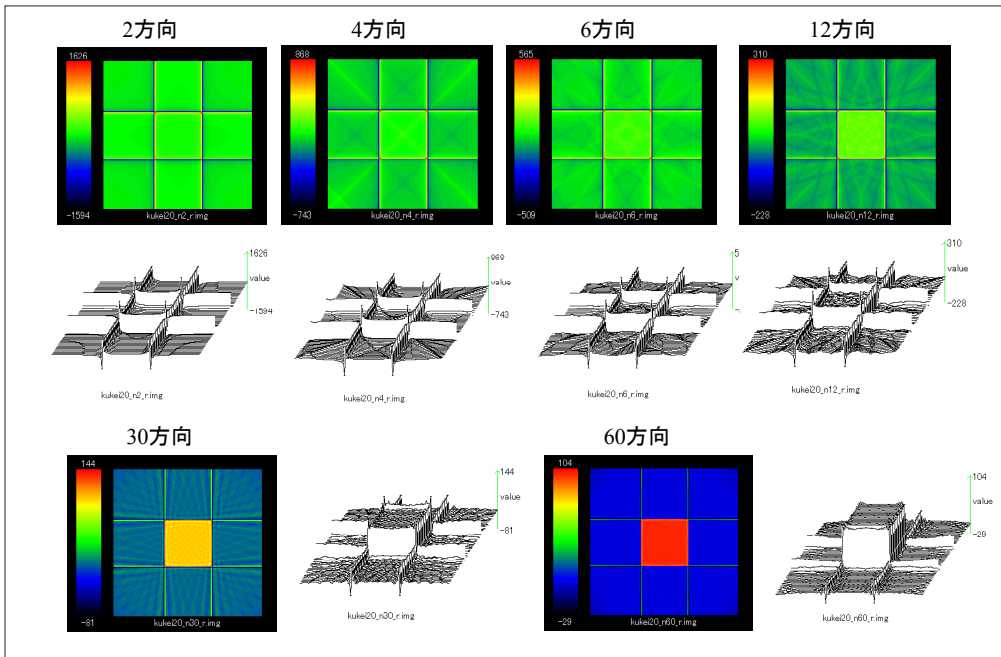 2方向
4方向
6方向
12方向
1626
-1594
kukei20_n2_r.img
868
-743
kukei20_n4_r.img
565
-509
kukei20_n6_r.img
310
-228
kukei20_n12_r.img
1626
value
-1594
kukei20_n2_r.img
969
value
-743
kukei20_n4_r.img
5
v
kukei20_n6_r.img
310
value
-228
kukei20_n12_r.img
30方向
60方向
144
-81
kukei20_n30_r.img
144
value
-81
kukei20_n30_r.img
104
-29
kukei20_n60_r.img
104
value
-29
kukei20_n60_r.img